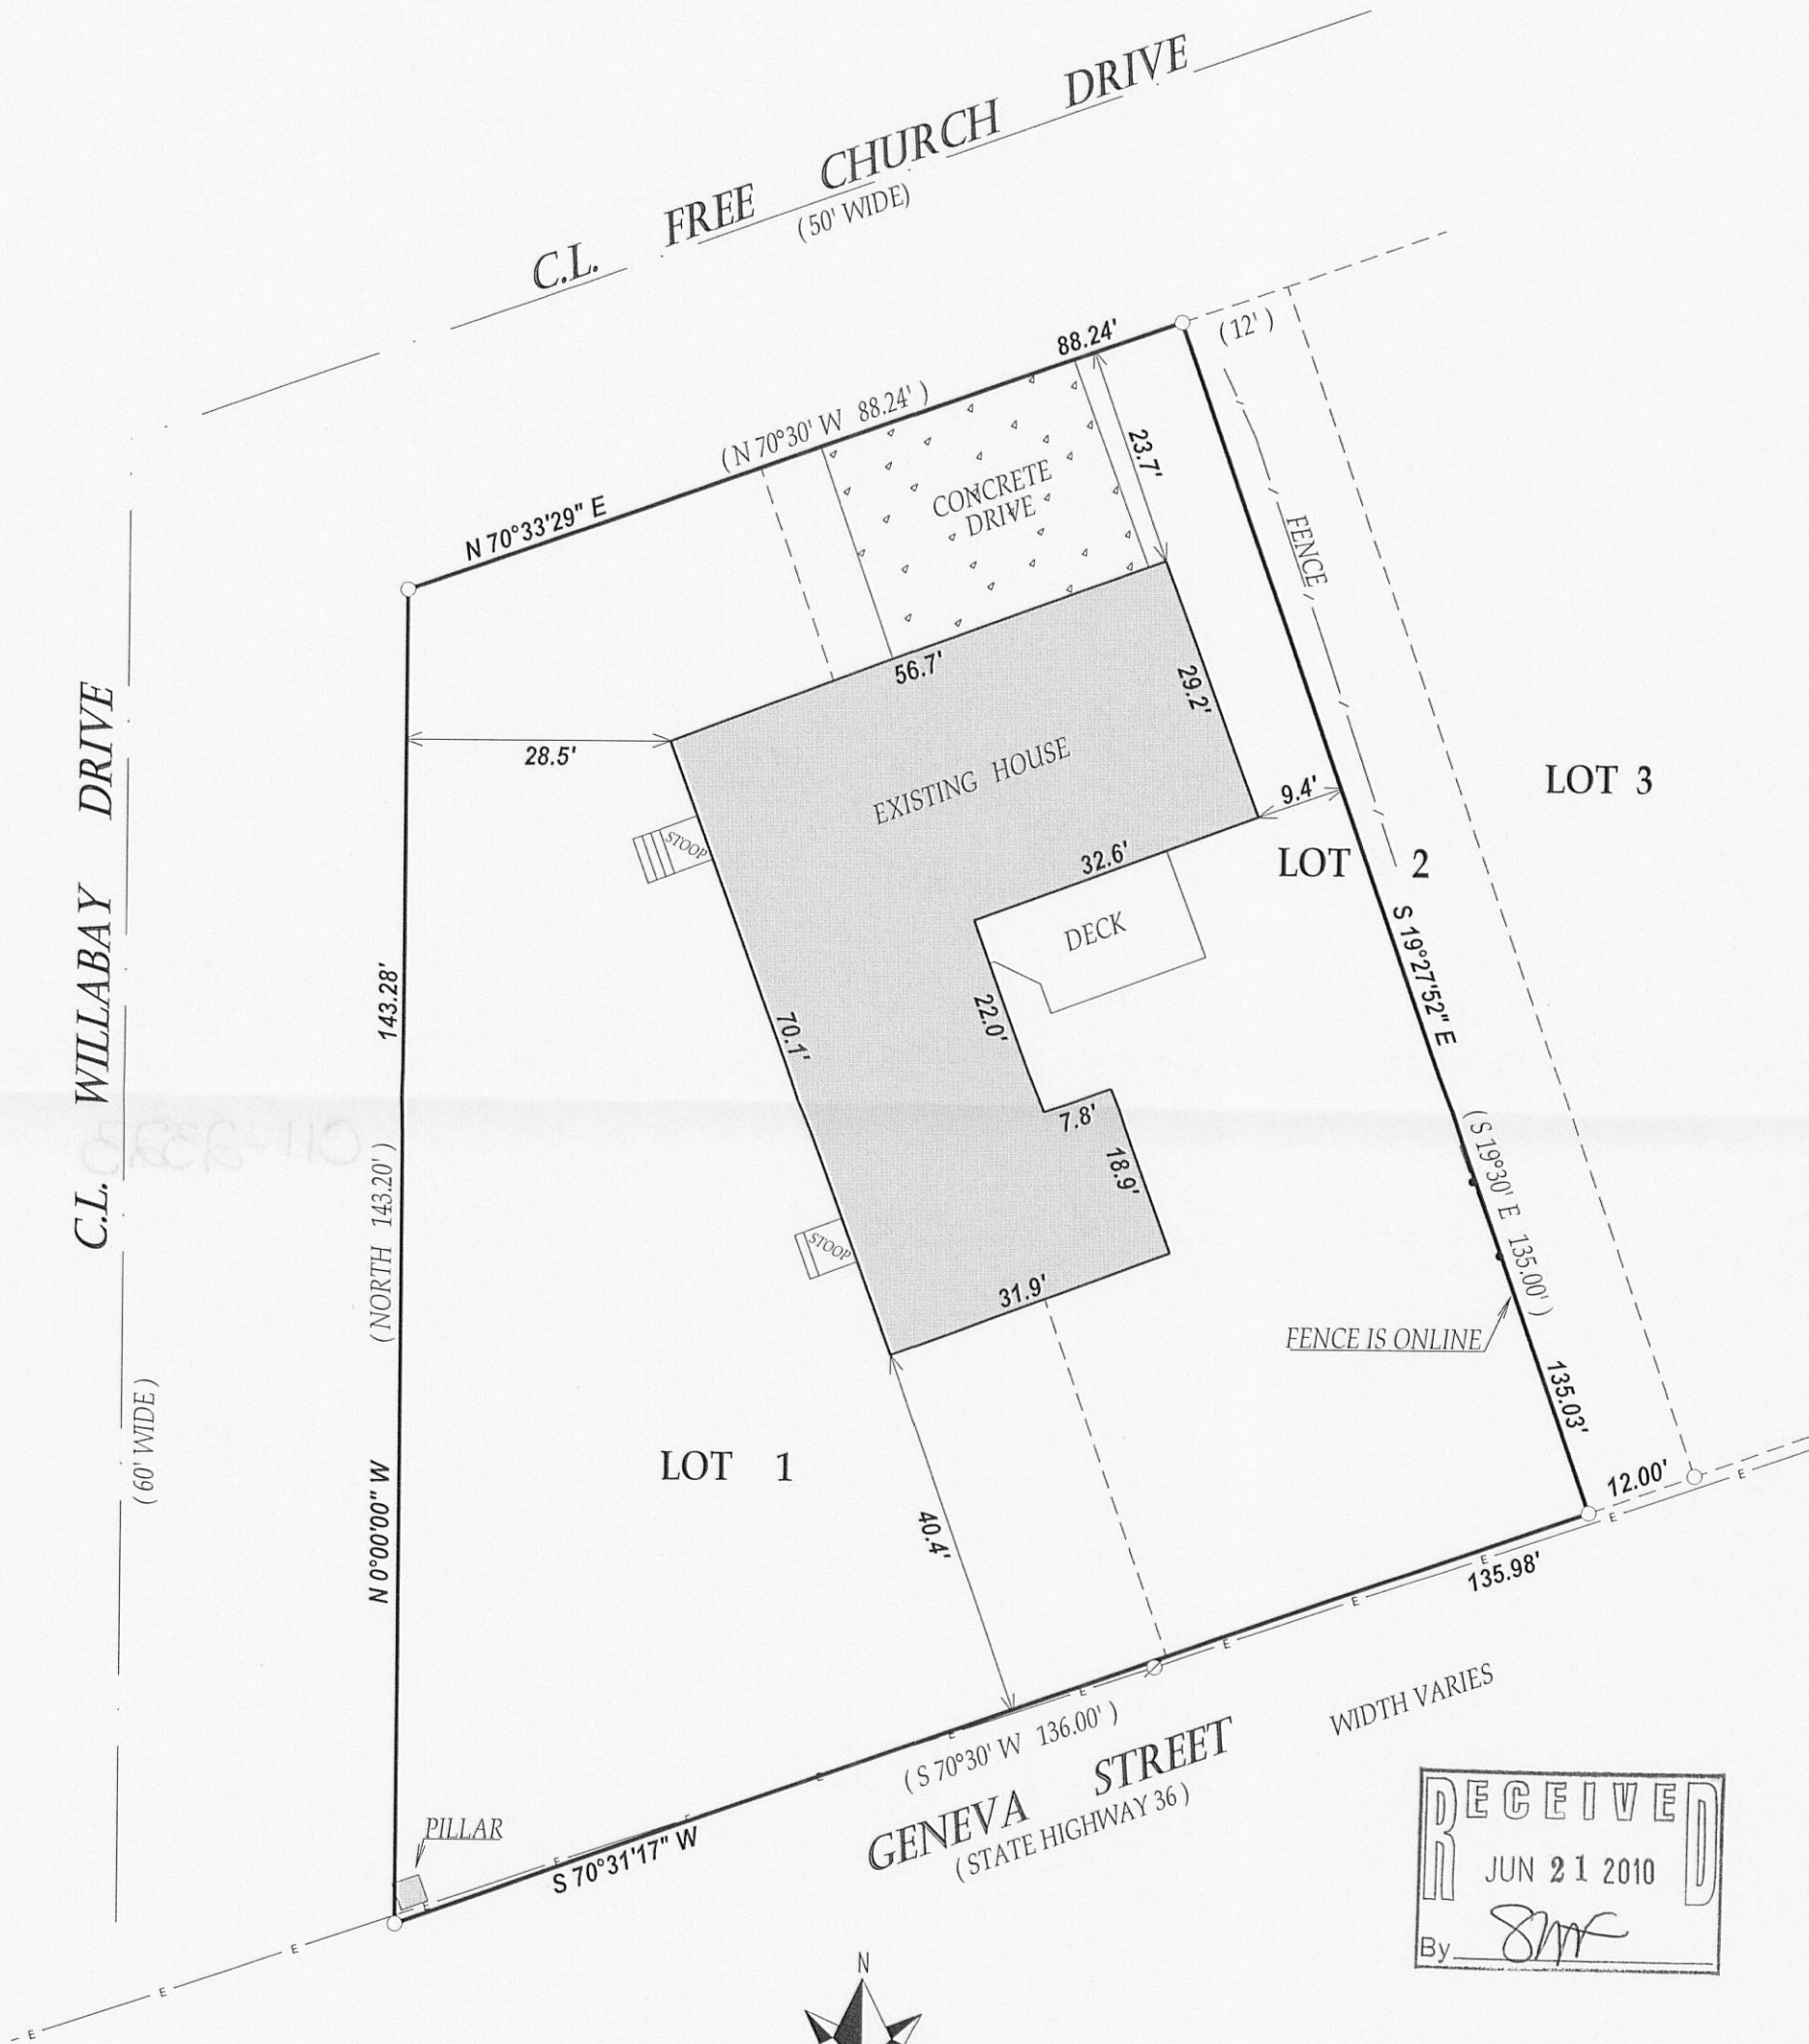 C.L. FREE CHURCH DRIVE
( 50' WIDE)
88.24'
( 12' )
( N 70°30' W 88.24' )
N 70°33'29" E
23.7'
CONCRETE
DRIVE
FENCE
56.7'
29.2'
28.5'
EXISTING HOUSE
9.4'
LOT 3
STOOP
32.6'
LOT 2
DECK
S 19°27'52" E
C.L. WILLABAY DRIVE
( 60' WIDE )
143.28'
(NORTH 143.20' )
N 0°00'00" W
70.1'
22.0'
7.8'
18.9'
( S 19°30' E 135.00' )
STOOP
31.9'
FENCE IS ONLINE
135.03'
LOT 1
40.4'
12.00'
E
E
E
135.98'
E
E
E
E
E
E
E
E
E
E
E
( S 70°30' W 136.00' )
WIDTH VARIES
GENEVA STREET
( STATE HIGHWAY 36 )
PILLAR
S 70°31'17" W
RECEIVED
JUN 21 2010
By
N